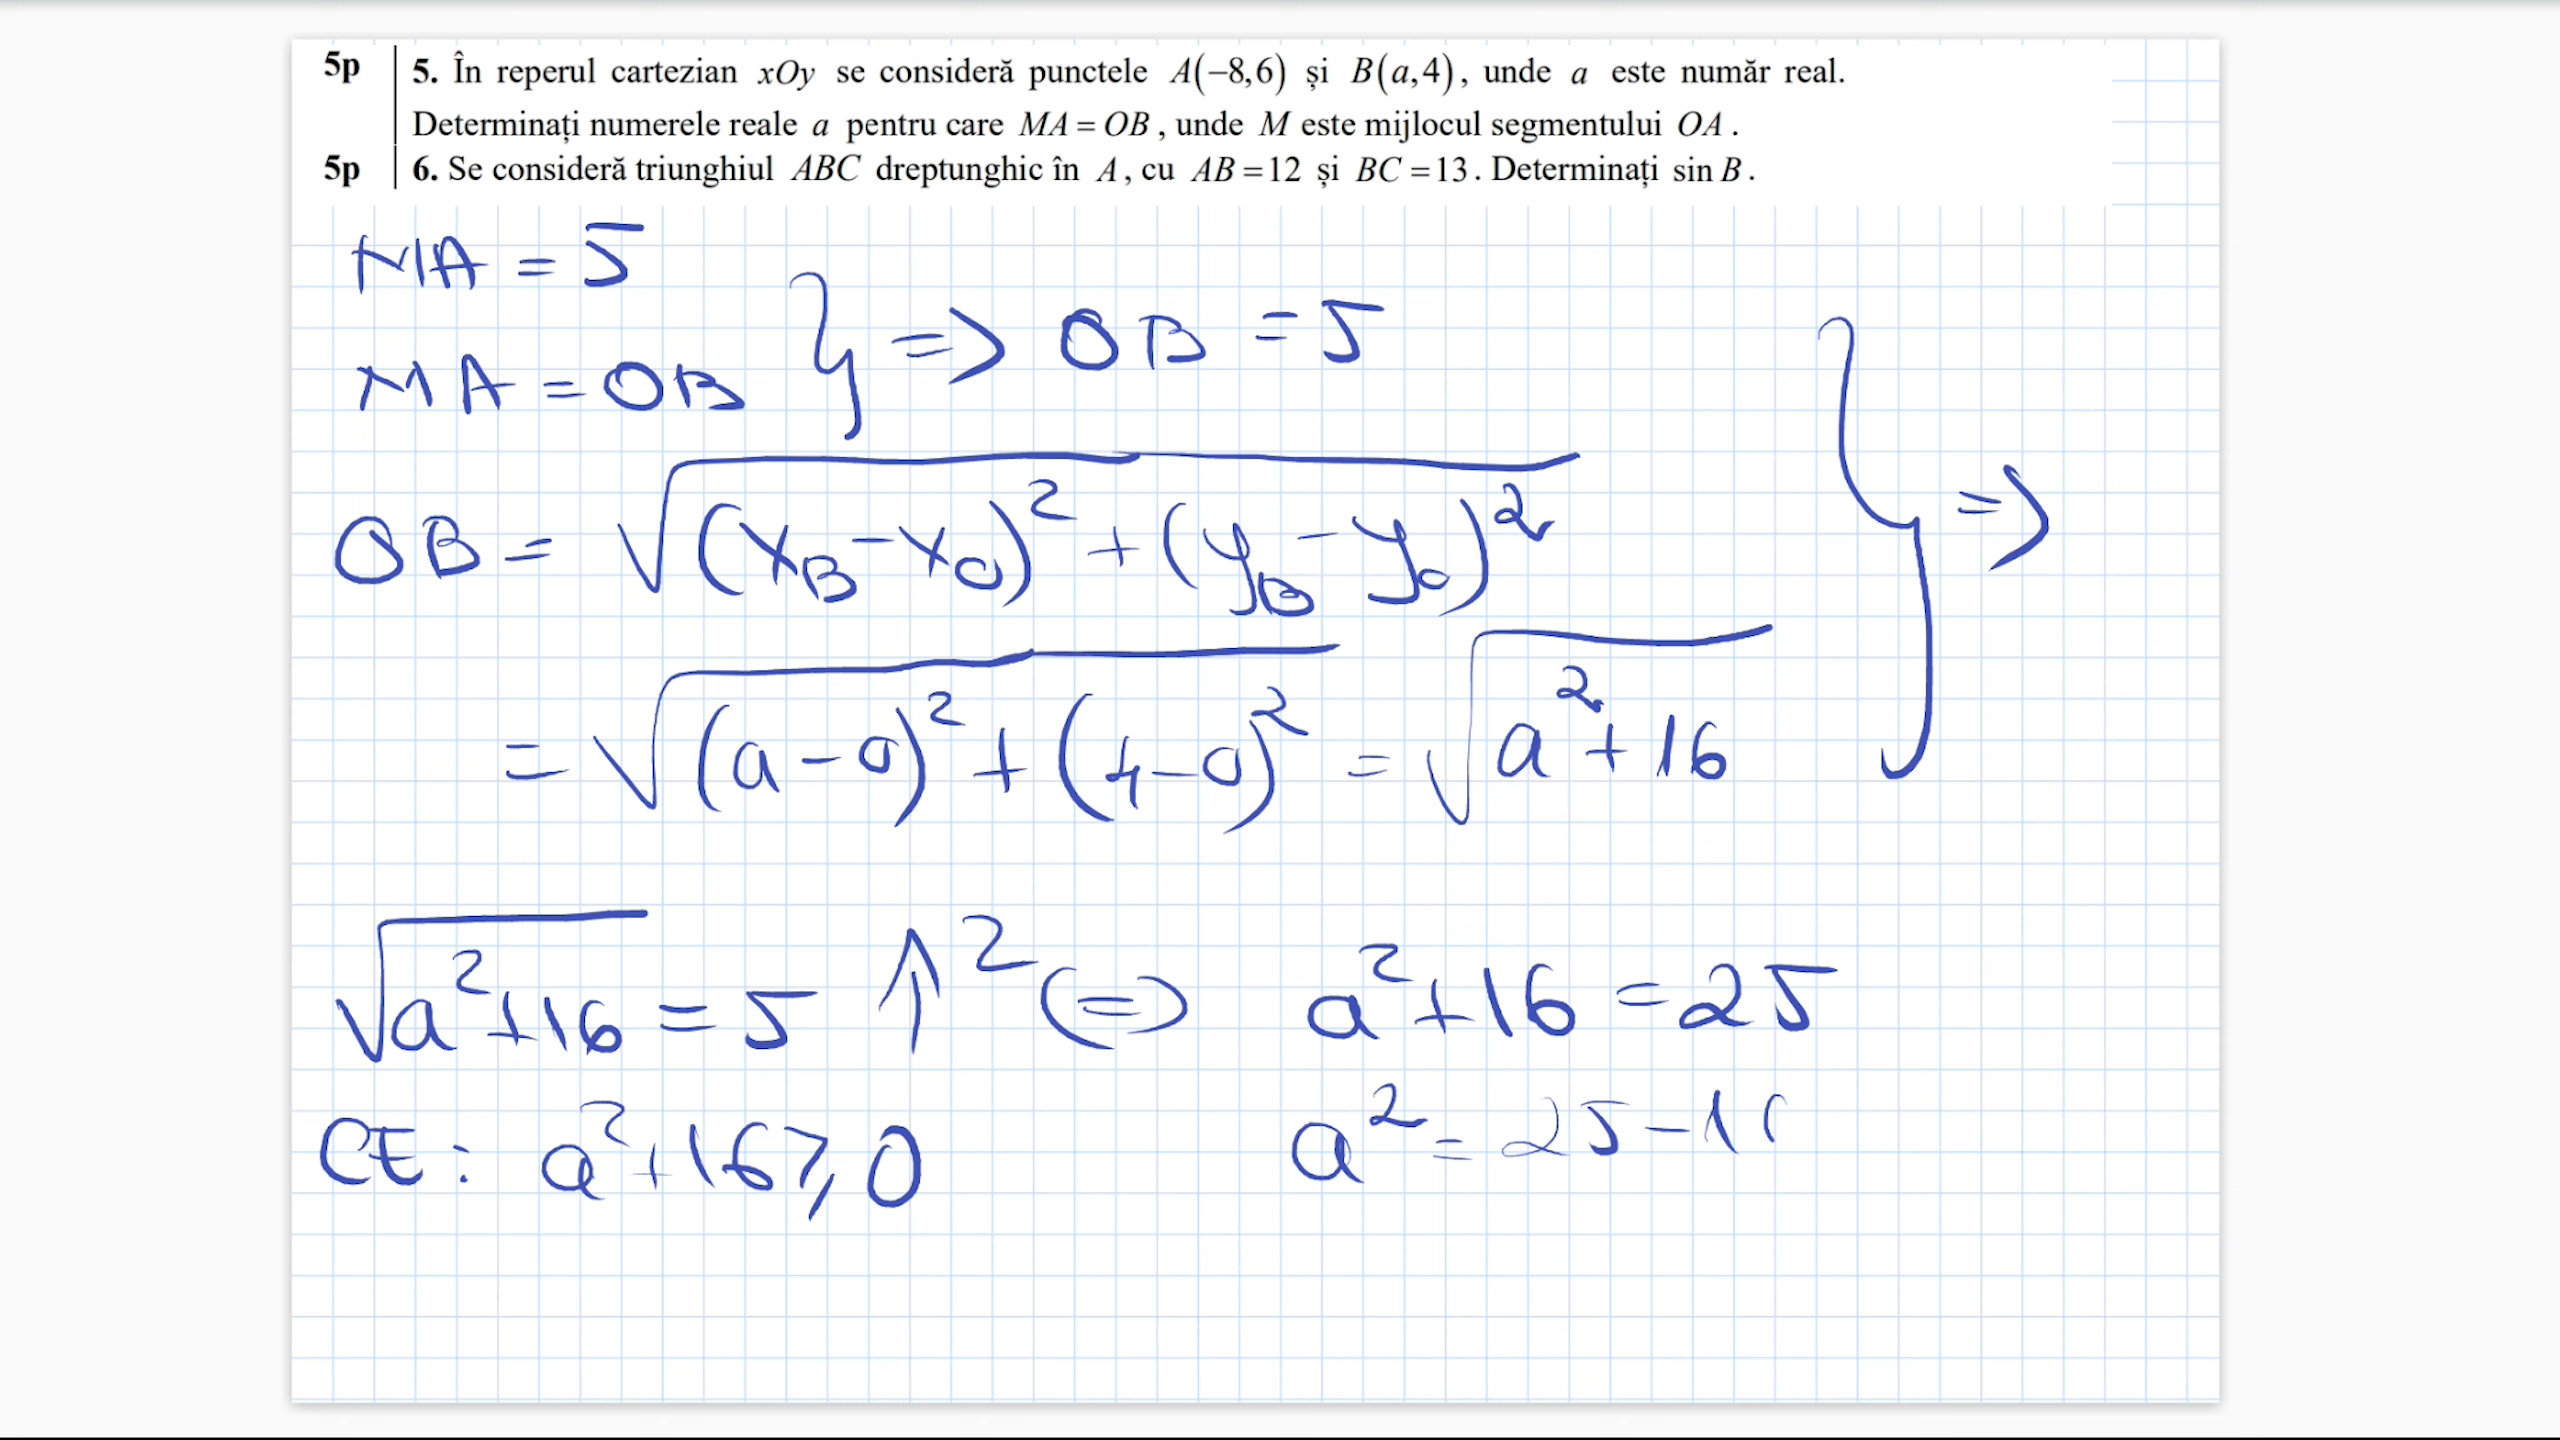 5p 5. În reperul cartezian xOy se consideră punctele A(−8,6) și B(a,4), unde a este număr real.
Determinați numerele reale a pentru care MA = OB, unde M este mijlocul segmentului OA.
5p 6. Se consideră triunghiul ABC dreptunghic în A, cu AB = 12 și BC = 13. Determinați sin B.
MA = 5
MA = OB } => OB = 5 } =>
OB = √((x_B − x_O)² + (y_B − y_O)²)
= √((a − 0)² + (4 − 0)²) = √(a² + 16)
√(a² + 16) = 5 ↑² (=) a² + 16 = 25
CE: a² + 16 ⩾ 0 a² = 25 − 1